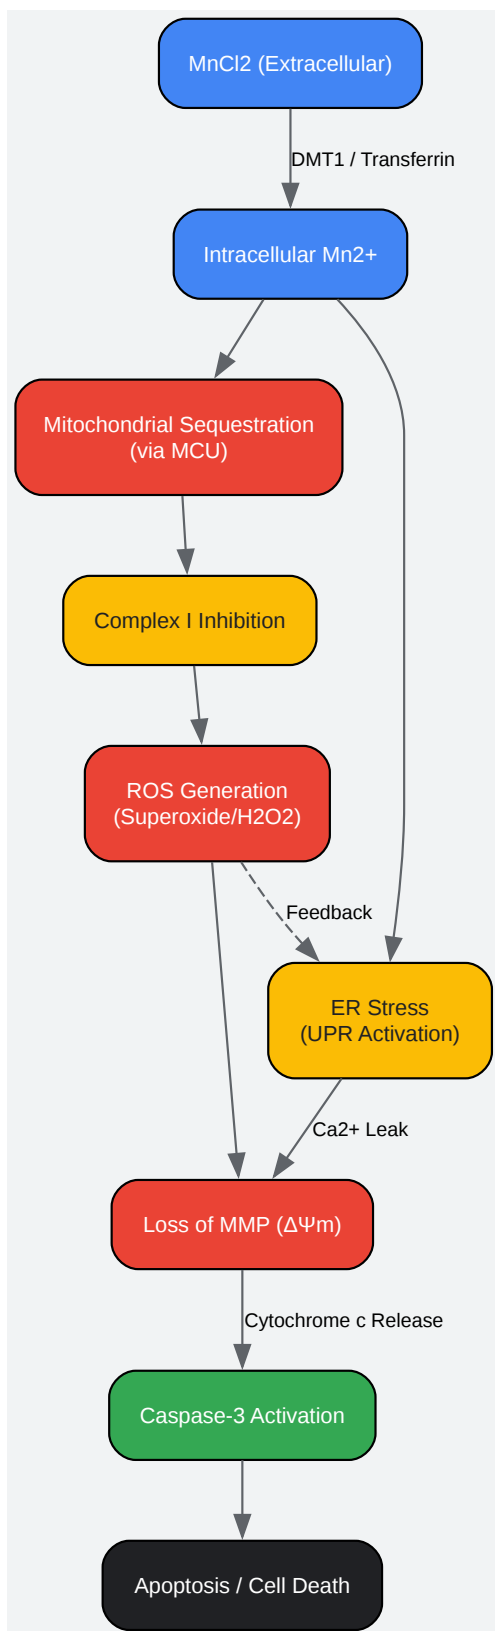 MnCl2 (Extracellular)
DMT1 / Transferrin
Intracellular Mn2+
Mitochondrial Sequestration
(via MCU)
Complex I Inhibition
ROS Generation
(Superoxide/H2O2)
Feedback
ER Stress
(UPR Activation)
Ca2+ Leak
Loss of MMP (ΔΨm)
Cytochrome c Release
Caspase-3 Activation
Apoptosis / Cell Death